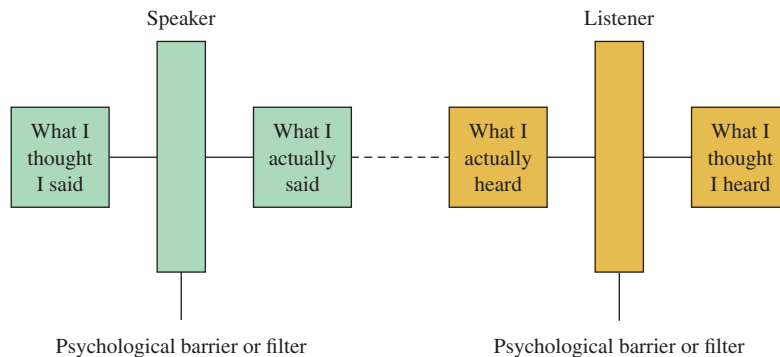 Speaker
Listener
What I
thought
I said
What I
actually
said
What I
actually
heard
What I
thought
I heard
Psychological barrier or filter
Psychological barrier or filter